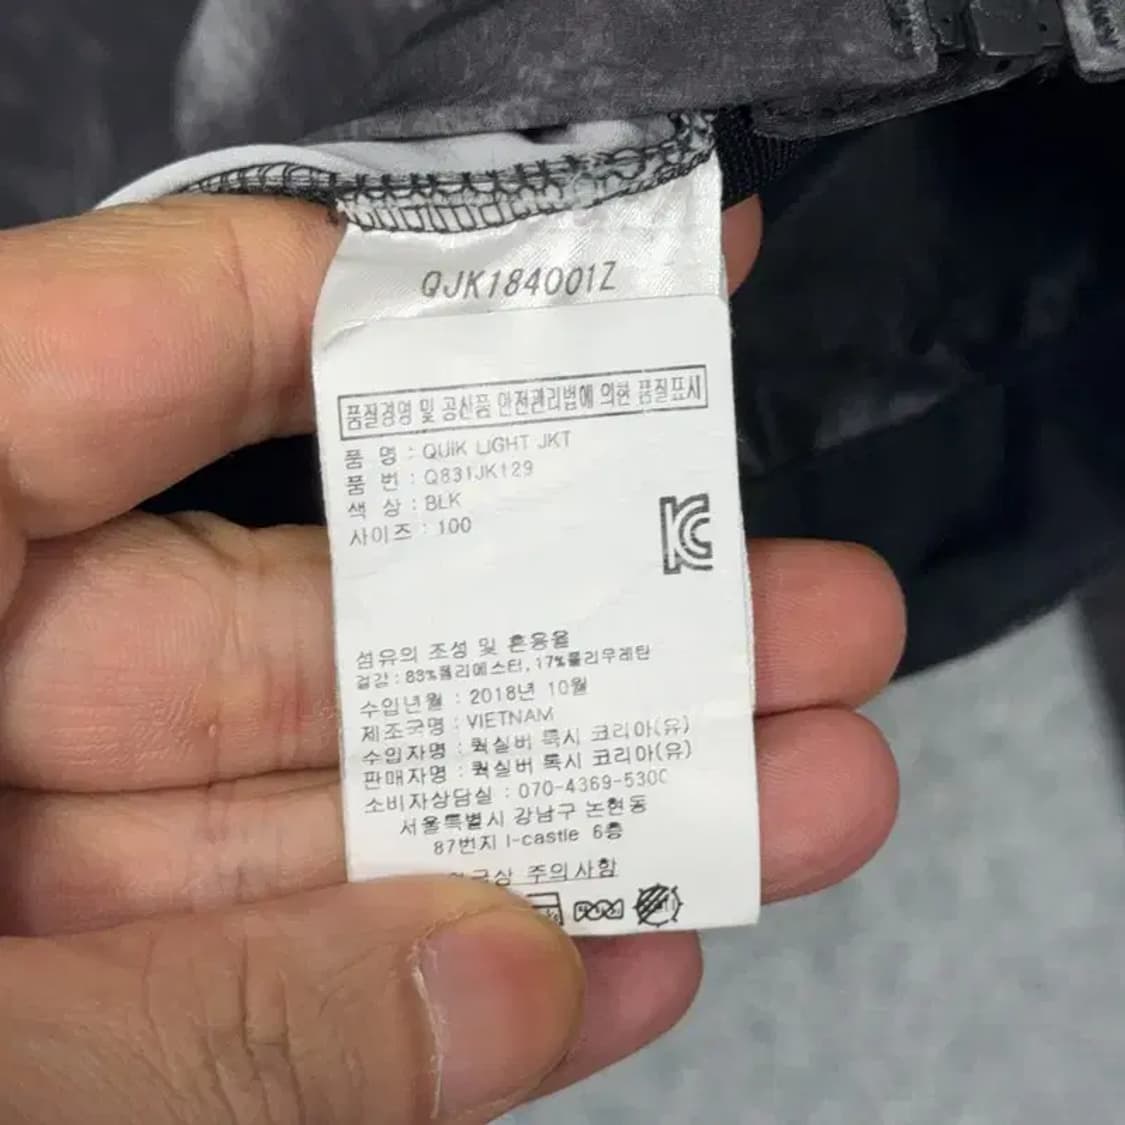 QJK184001Z
품질경영 및 공산품 안전관리법에 의한 품질표시
품 명 : QUIK LIGHT JKT
품 번 : Q831JK129
색 상 : BLK
사이즈 : 100
KC
섬유의 조성 및 혼용율
겉감 : 83%폴리에스터, 17%폴리우레탄
수입년월 : 2018년 10월
제조국명 : VIETNAM
수입자명 : 퀵실버 록시 코리아(유)
판매자명 : 퀵실버 록시 코리아(유)
소비자상담실 : 070-4369-5300
서울특별시 강남구 논현동
87번지 I-castle 6층
주의사항